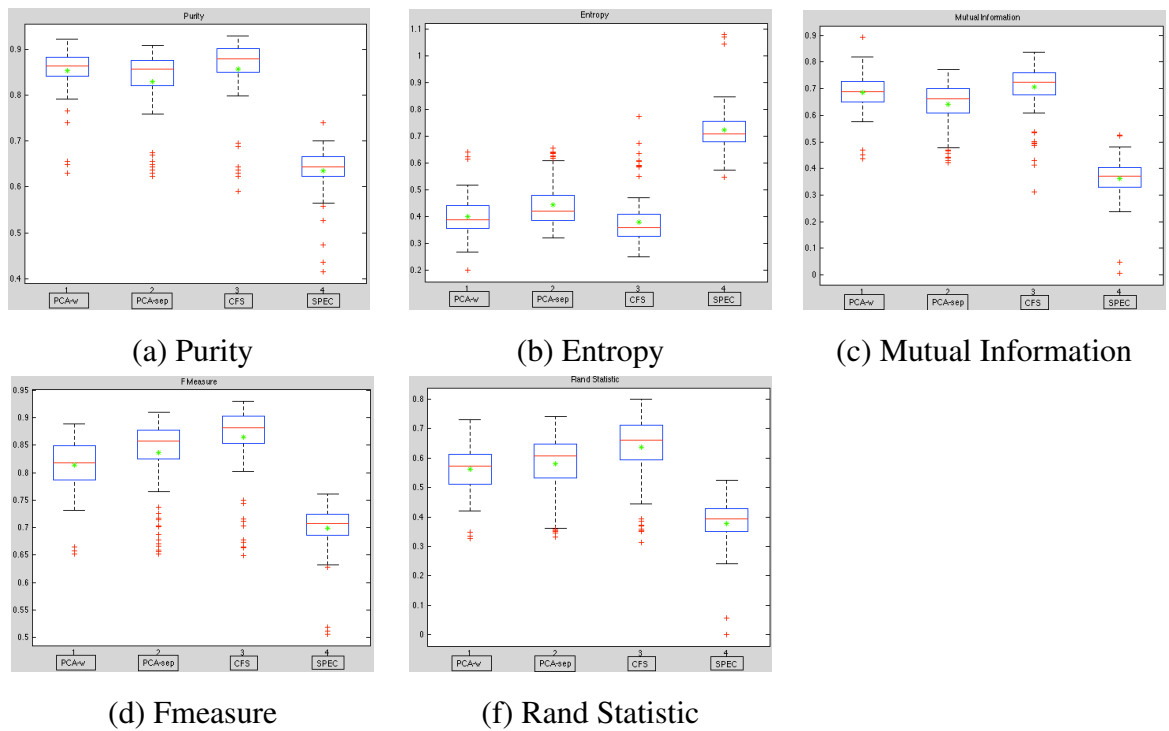 Purity
0.9
0.8
0.7
0.6
0.5
0.4
1 2 3 4
PCA-w PCA-sep CFS SPEC
(a) Purity
Entropy
1.1
1
0.9
0.8
0.7
0.6
0.5
0.4
0.3
0.2
1 2 3 4
PCA-w PCA-sep CFS SPEC
(b) Entropy
Mutual Information
0.9
0.8
0.7
0.6
0.5
0.4
0.3
0.2
0.1
0
1 2 3 4
PCA-w PCA-sep CFS SPEC
(c) Mutual Information
FMeasure
0.95
0.9
0.85
0.8
0.75
0.7
0.65
0.6
0.55
0.5
1 2 3 4
PCA-w PCA-sep CFS SPEC
(d) Fmeasure
Rand Statistic
0.8
0.7
0.6
0.5
0.4
0.3
0.2
0.1
0
1 2 3 4
PCA-w PCA-sep CFS SPEC
(f) Rand Statistic